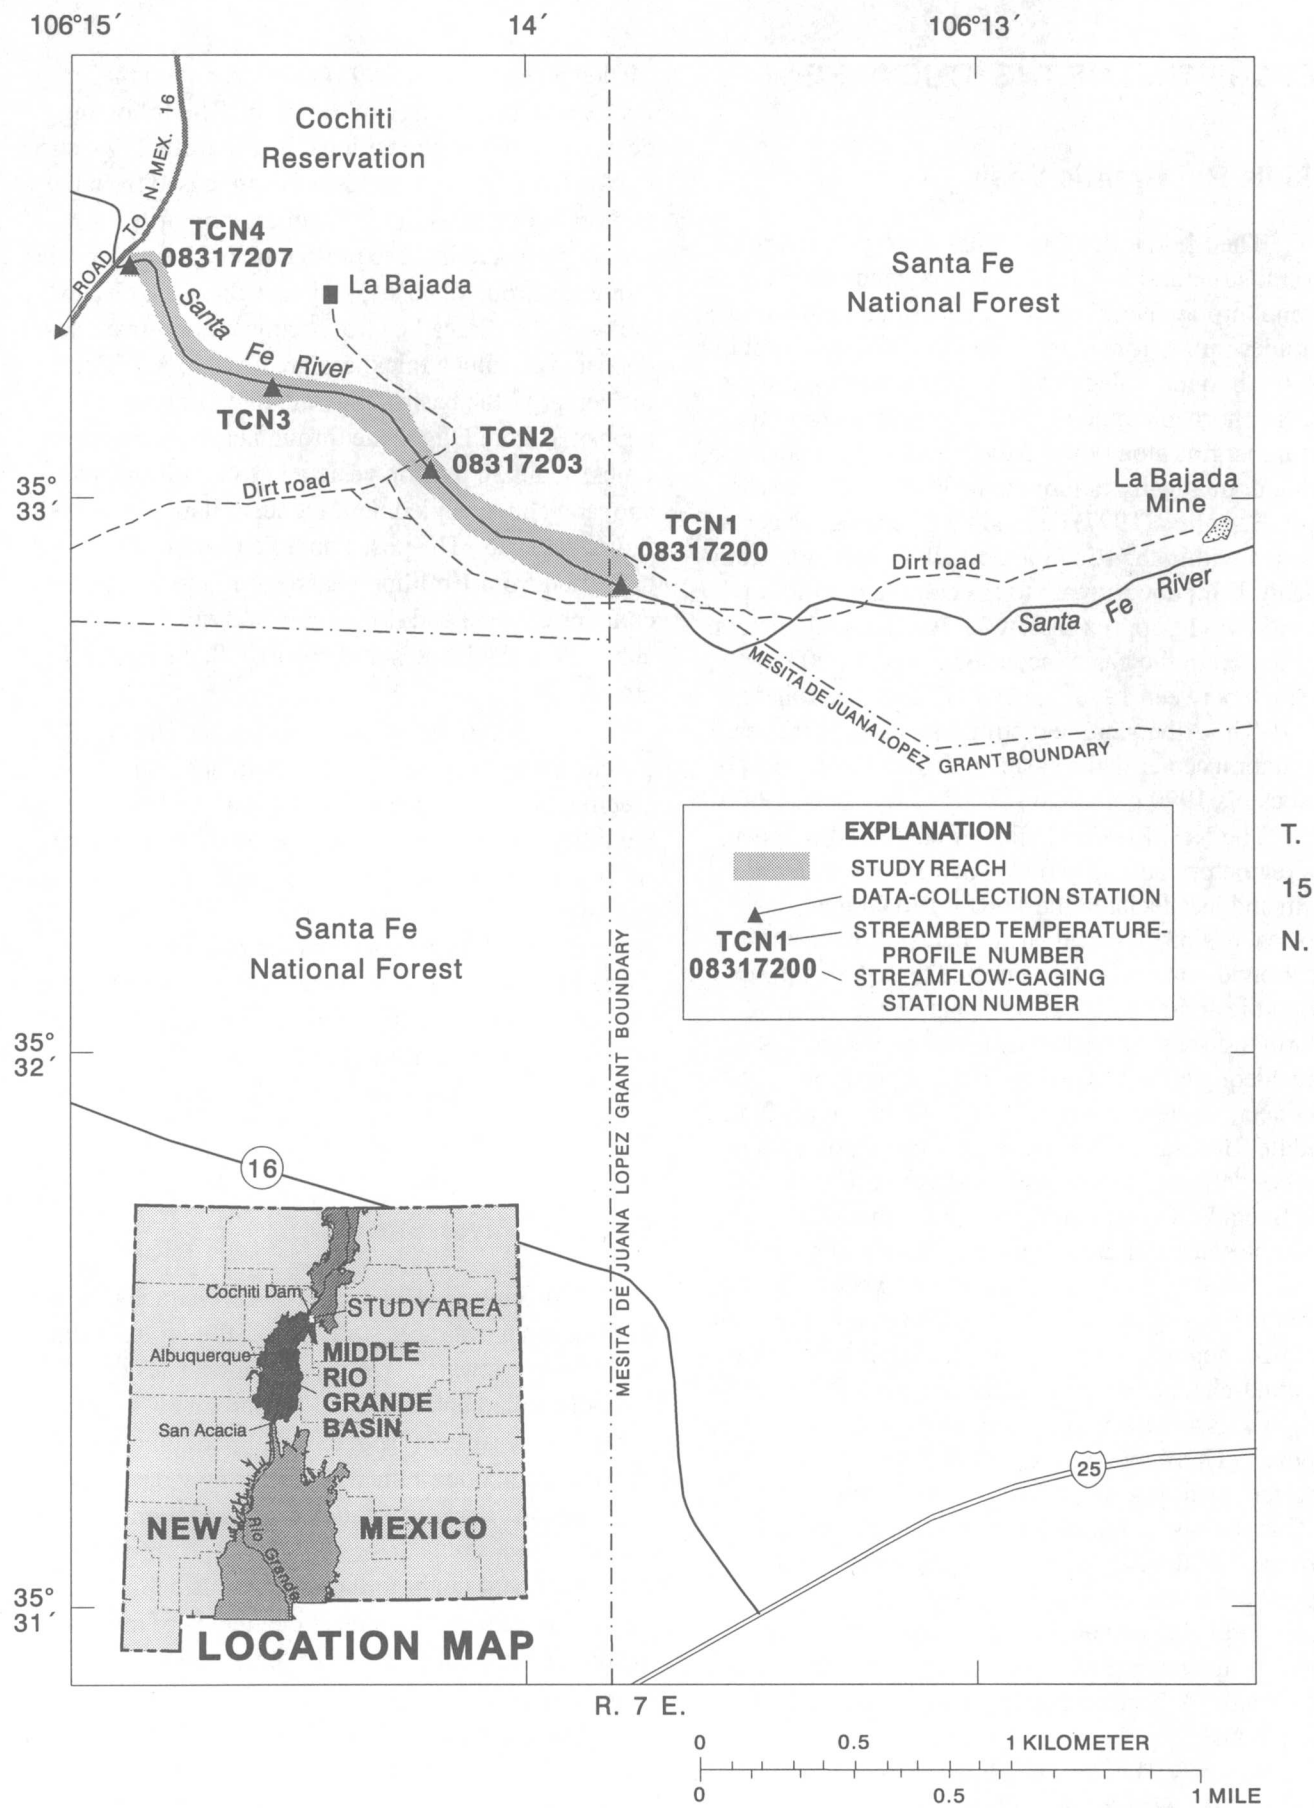 106°15′ 14′ 106°13′
ROAD TO N. MEX. 16
Cochiti
Reservation
TCN4
08317207
La Bajada
Santa Fe River
Santa Fe
National Forest
TCN3
TCN2
08317203
35°
33′
Dirt road
TCN1
08317200
La Bajada
Mine
Dirt road
Santa Fe River
MESITA DE JUANA LOPEZ GRANT BOUNDARY
EXPLANATION
STUDY REACH
DATA-COLLECTION STATION
TCN1
08317200
STREAMBED TEMPERATURE-
PROFILE NUMBER
STREAMFLOW-GAGING
STATION NUMBER
T.
15
N.
Santa Fe
National Forest
MESITA DE JUANA LOPEZ GRANT BOUNDARY
35°
32′
16
Cochiti Dam
STUDY AREA
Albuquerque
MIDDLE
RIO
GRANDE
BASIN
San Acacia
NEW MEXICO
Rio Grande
LOCATION MAP
25
35°
31′
R. 7 E.
0 0.5 1 KILOMETER
0 0.5 1 MILE